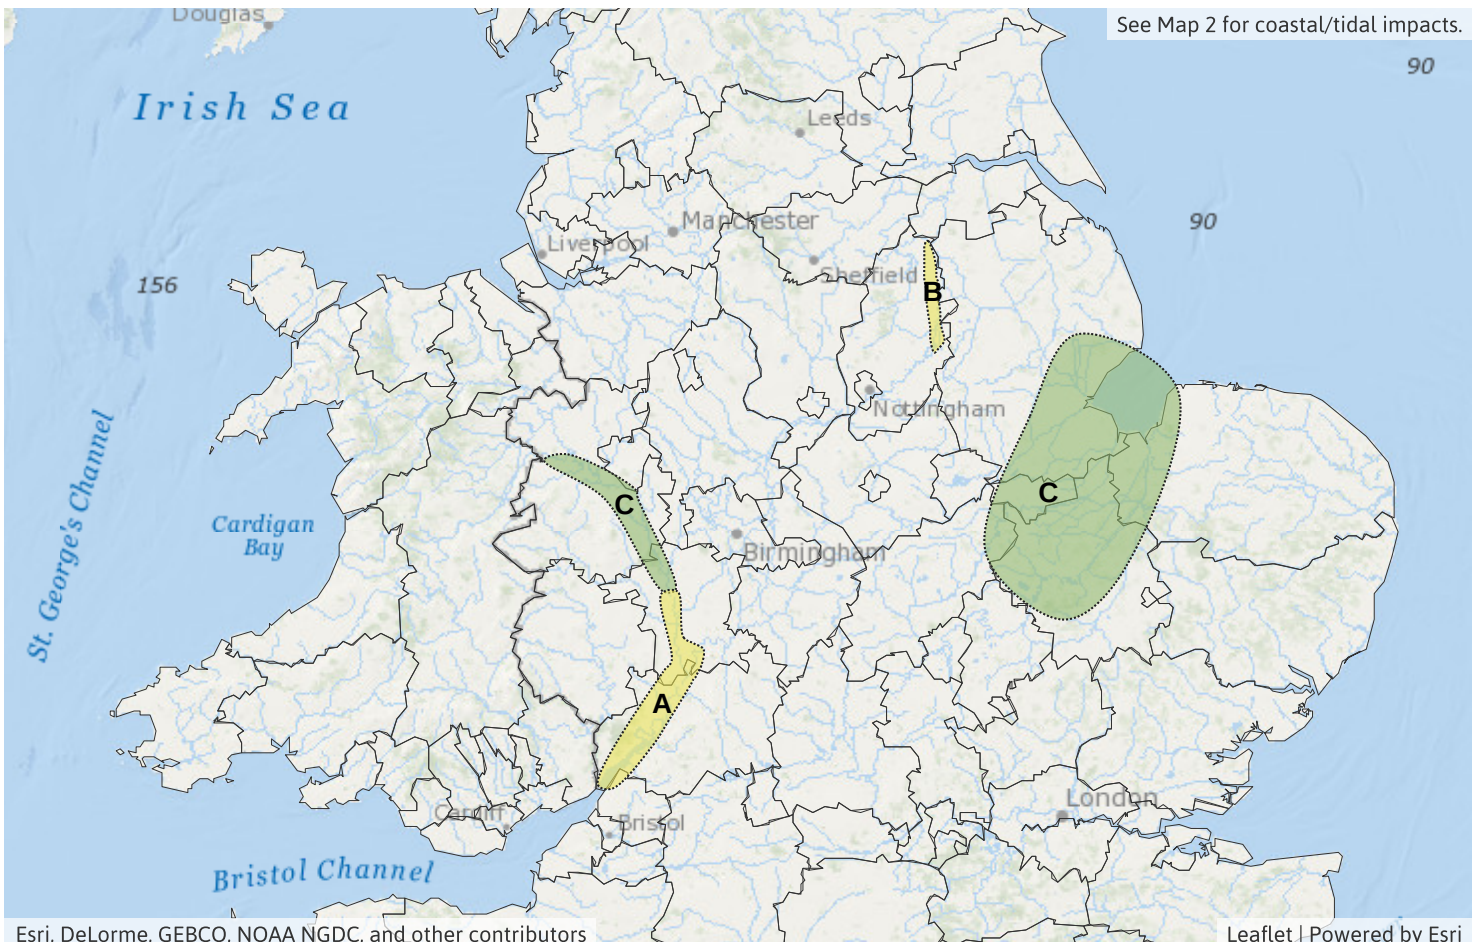 Douglas
See Map 2 for coastal/tidal impacts.
90
Irish Sea
Leeds
Manchester
90
Liverpool
Sheffield
156
B
Nottingham
St. George's Channel
C
C
Cardigan
Bay
Birmingham
A
London
Cardiff
Bristol
Bristol Channel
Esri, DeLorme, GEBCO, NOAA NGDC, and other contributors
Leaflet | Powered by Esri